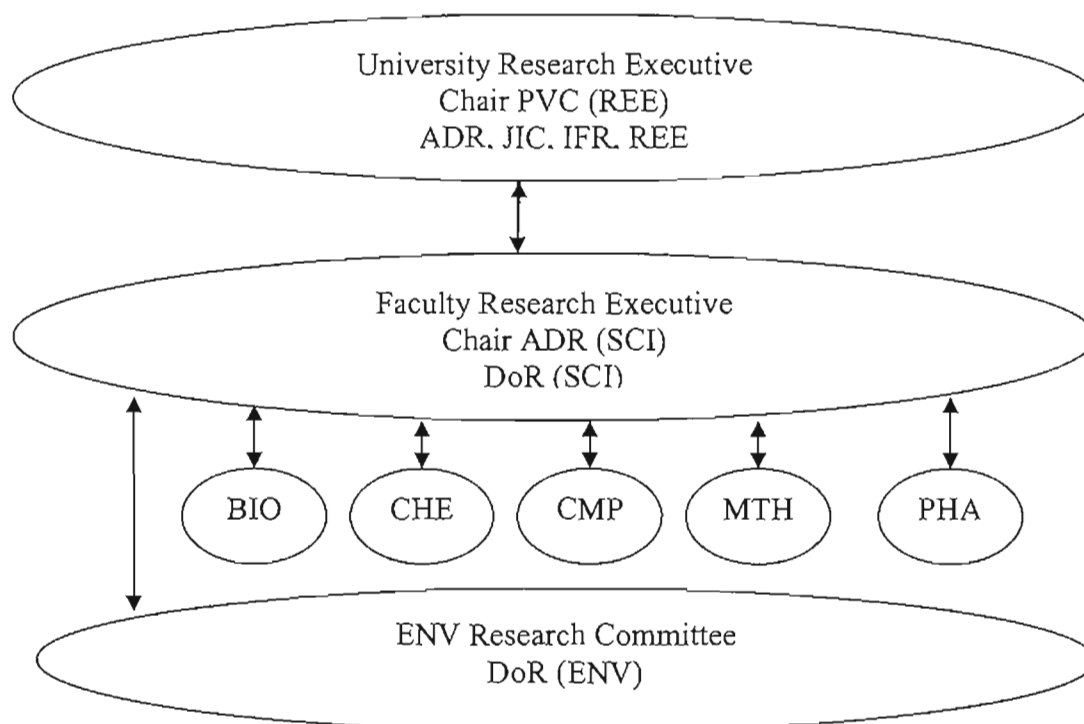 University Research Executive
Chair PVC (REE)
ADR, JIC, IFR, REE
Faculty Research Executive
Chair ADR (SCI)
DoR (SCI)
BIO
CHE
CMP
MTH
PHA
ENV Research Committee
DoR (ENV)